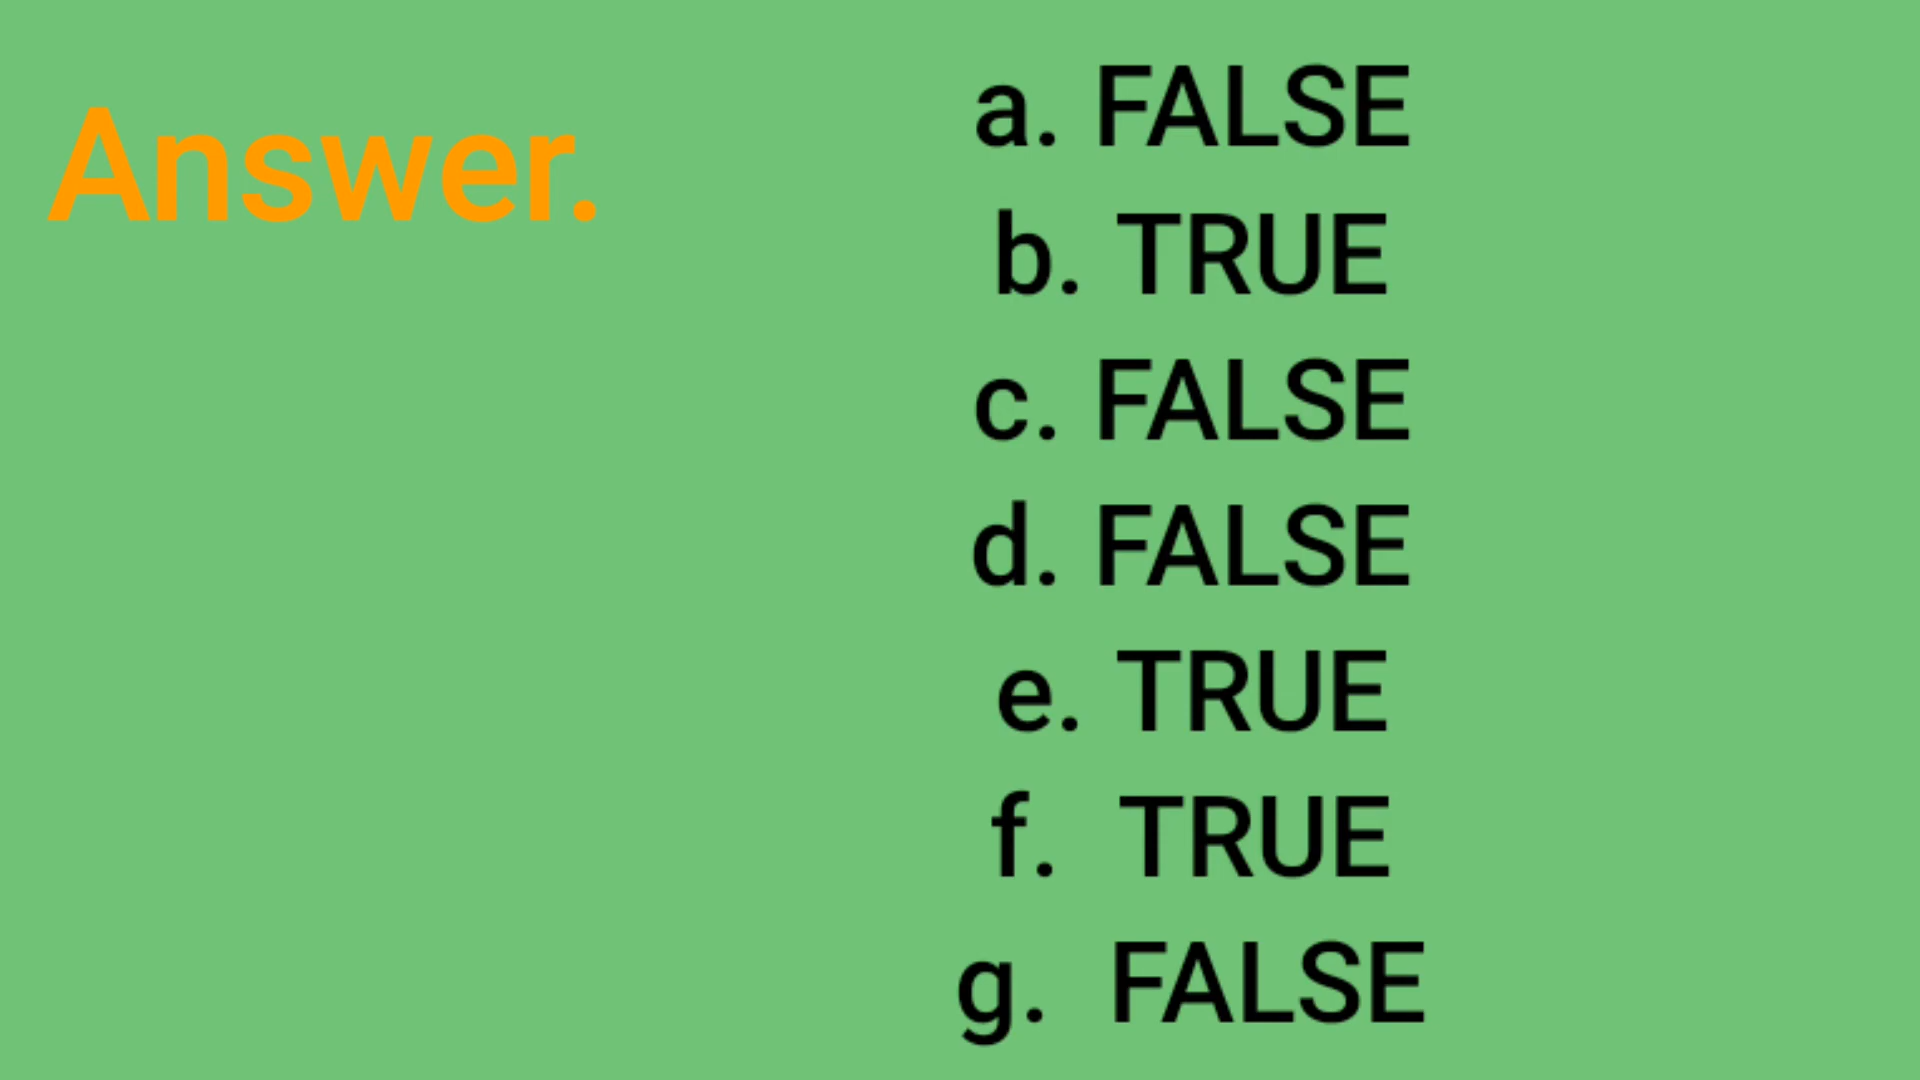 Answer.
a. FALSE
b. TRUE
c. FALSE
d. FALSE
e. TRUE
f. TRUE
g. FALSE